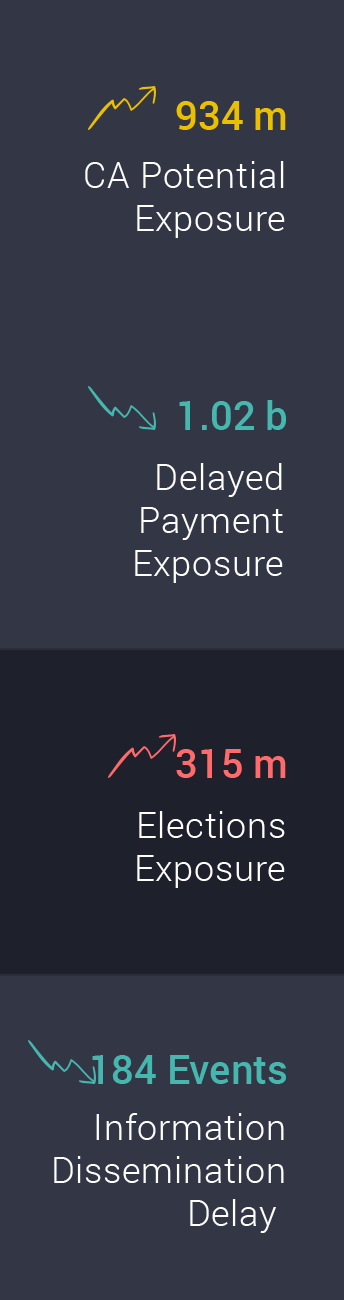 934 m
CA Potential
Exposure
1.02 b
Delayed
Payment
Exposure
315 m
Elections
Exposure
184 Events
Information
Dissemination
Delay